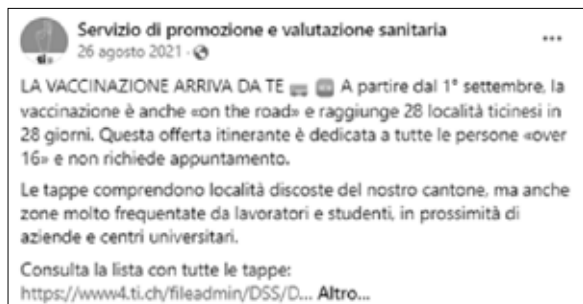 Servizio di promozione e valutazione sanitaria
26 agosto 2021 ·
LA VACCINAZIONE ARRIVA DA TE A partire dal 1° settembre, la
vaccinazione è anche «on the road» e raggiunge 28 località ticinesi in
28 giorni. Questa offerta itinerante è dedicata a tutte le persone «over
16» e non richiede appuntamento.
Le tappe comprendono località discoste del nostro cantone, ma anche
zone molto frequentate da lavoratori e studenti, in prossimità di
aziende e centri universitari.
Consulta la lista con tutte le tappe:
https://www4.ti.ch/fileadmin/DSS/D... Altro...